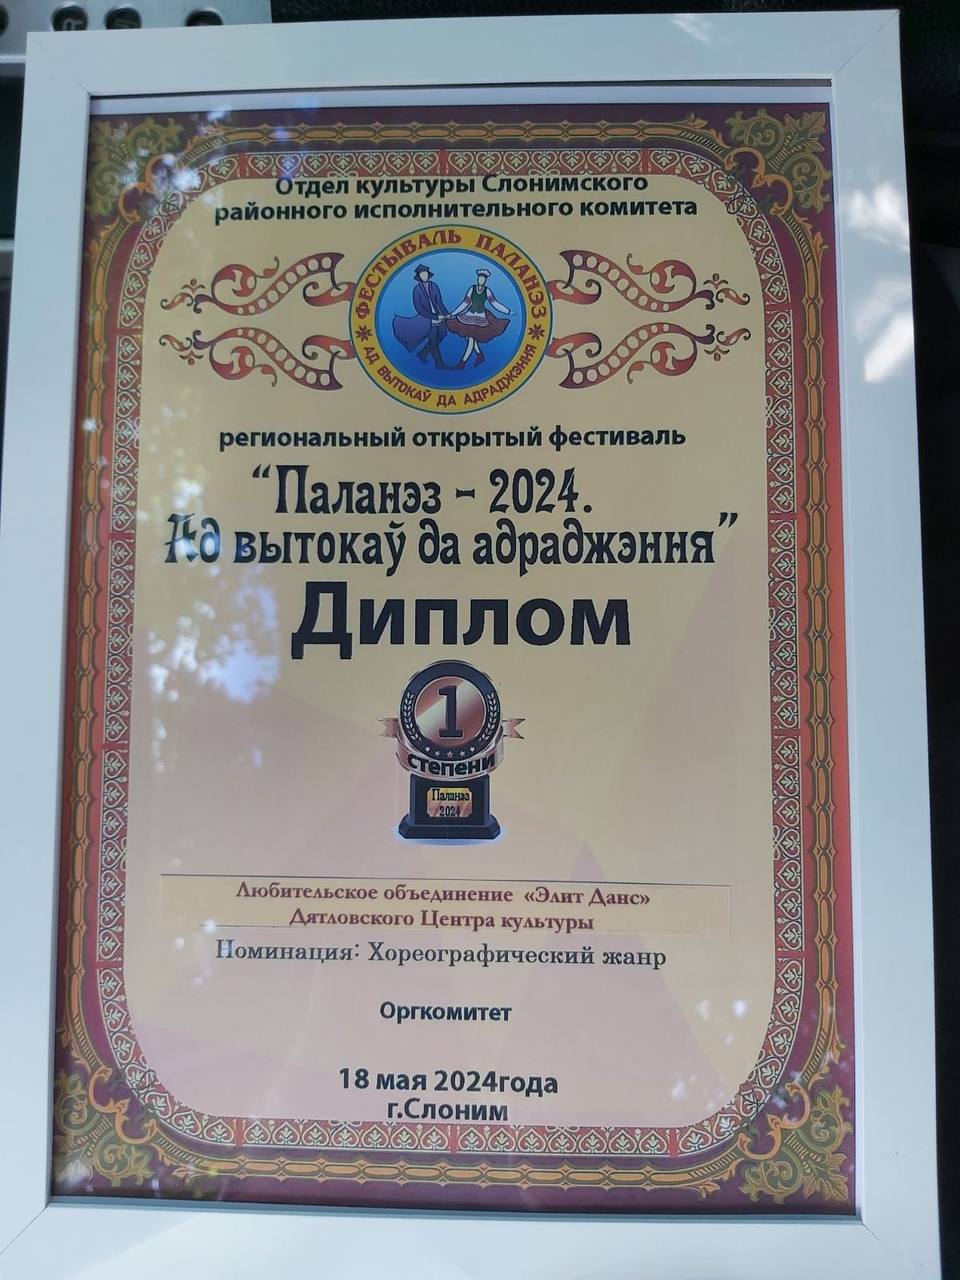 Отдел культуры Слонимского
районного исполнительного комитета
ФЕСТЫВАЛЬ ПАЛАНЭЗ
АД ВЫТОКАЎ ДА АДРАДЖЭННЯ
региональный открытый фестиваль
“Паланэз - 2024.
Ад вытокаў да адраджэння”
Диплом
1
степени
Паланэз
2024
Любительское объединение «Элит Данс»
Дятловского Центра культуры
Номинация: Хореографический жанр
Оргкомитет
18 мая 2024года
г.Слоним